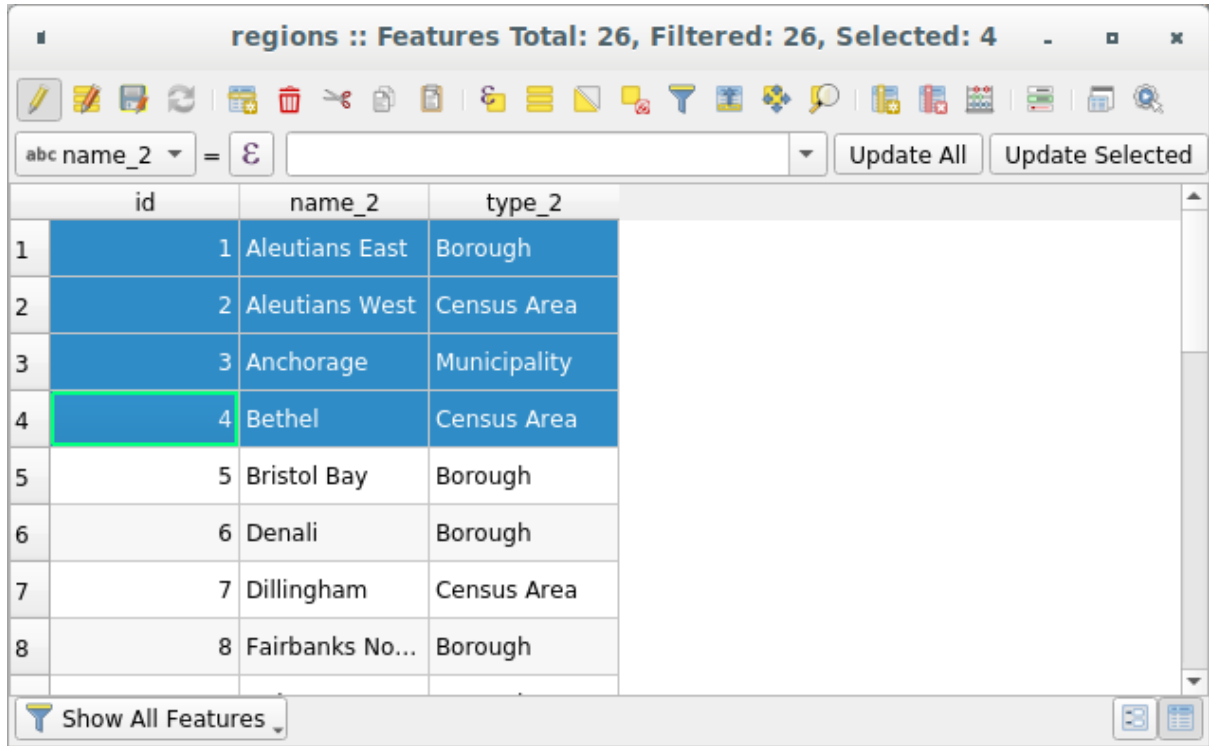 regions :: Features Total: 26, Filtered: 26, Selected: 4
abc name_2 = ε Update All Update Selected
id name_2 type_2
1 1 Aleutians East Borough
2 2 Aleutians West Census Area
3 3 Anchorage Municipality
4 4 Bethel Census Area
5 5 Bristol Bay Borough
6 6 Denali Borough
7 7 Dillingham Census Area
8 8 Fairbanks No... Borough
Show All Features